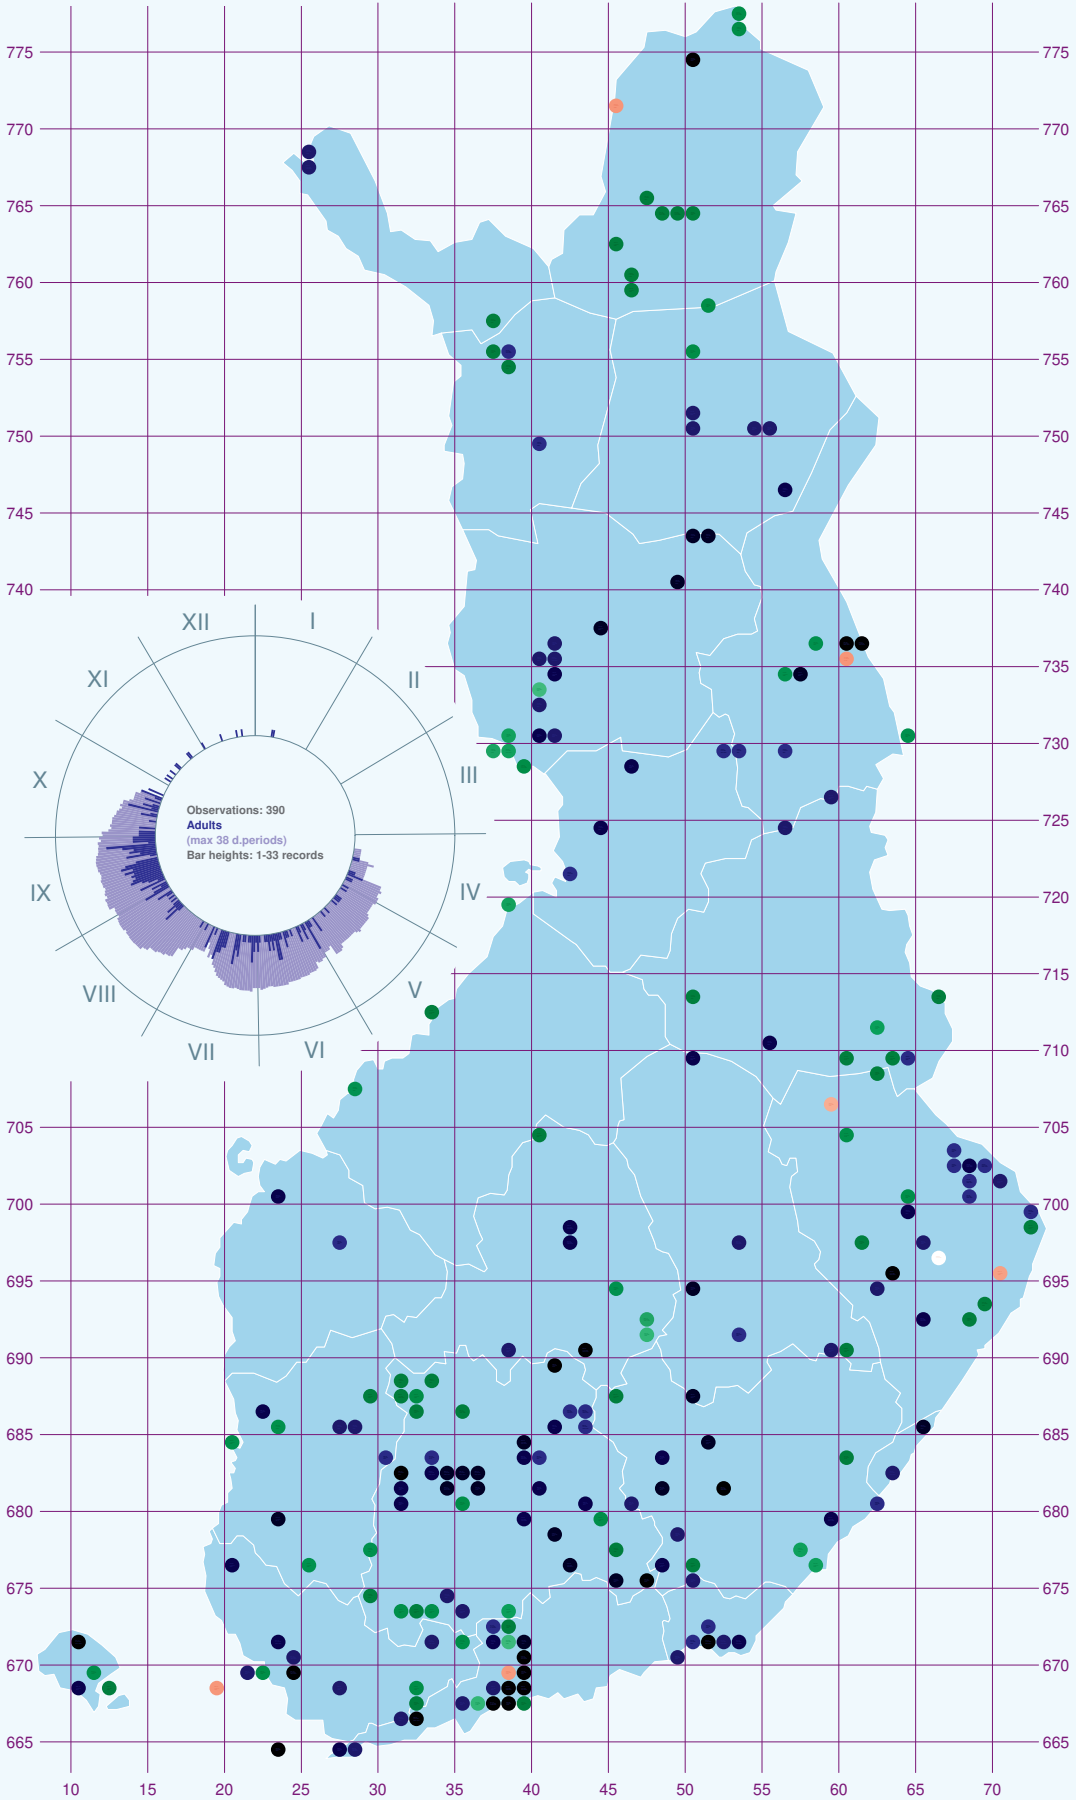 775 775
770 770
765 765
760 760
755 755
750 750
745 745
740 740
XII I
XI II
735
730
X III
Observations: 390
Adults
(max 38 d.periods)
Bar heights: 1-33 records
725
IX IV
720
VIII V
715
VII VI
710
705 705
700 700
695 695
690 690
685 685
680 680
675 675
670 670
665 665
10 15 20 25 30 35 40 45 50 55 60 65 70